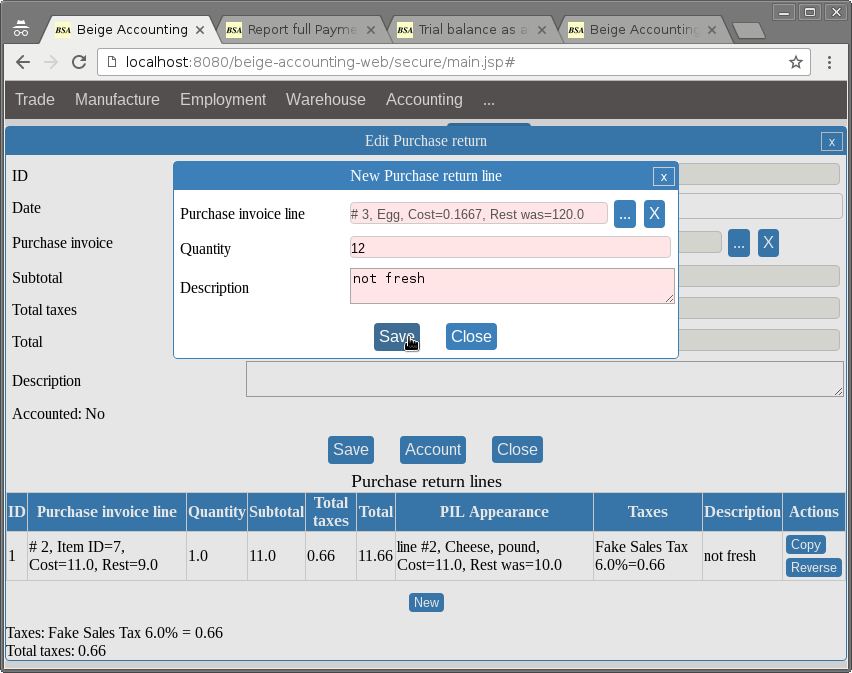 BSA Beige Accounting
BSA Report full Payme
BSA Trial balance as a
BSA Beige Accounting
localhost:8080/beige-accounting-web/secure/main.jsp#
Trade Manufacture Employment Warehouse Accounting ...
Edit Purchase return x
ID
Date
Purchase invoice ... X
Subtotal
Total taxes
Total
Description
Accounted: No
New Purchase return line x
Purchase invoice line # 3, Egg, Cost=0.1667, Rest was=120.0 ... X
Quantity 12
Description not fresh
Save Close
Save Account Close
Purchase return lines
ID Purchase invoice line Quantity Subtotal Total taxes Total PIL Appearance Taxes Description Actions
1 # 2, Item ID=7, Cost=11.0, Rest=9.0 1.0 11.0 0.66 11.66 line #2, Cheese, pound, Cost=11.0, Rest was=10.0 Fake Sales Tax 6.0%=0.66 not fresh Copy Reverse
New
Taxes: Fake Sales Tax 6.0% = 0.66
Total taxes: 0.66